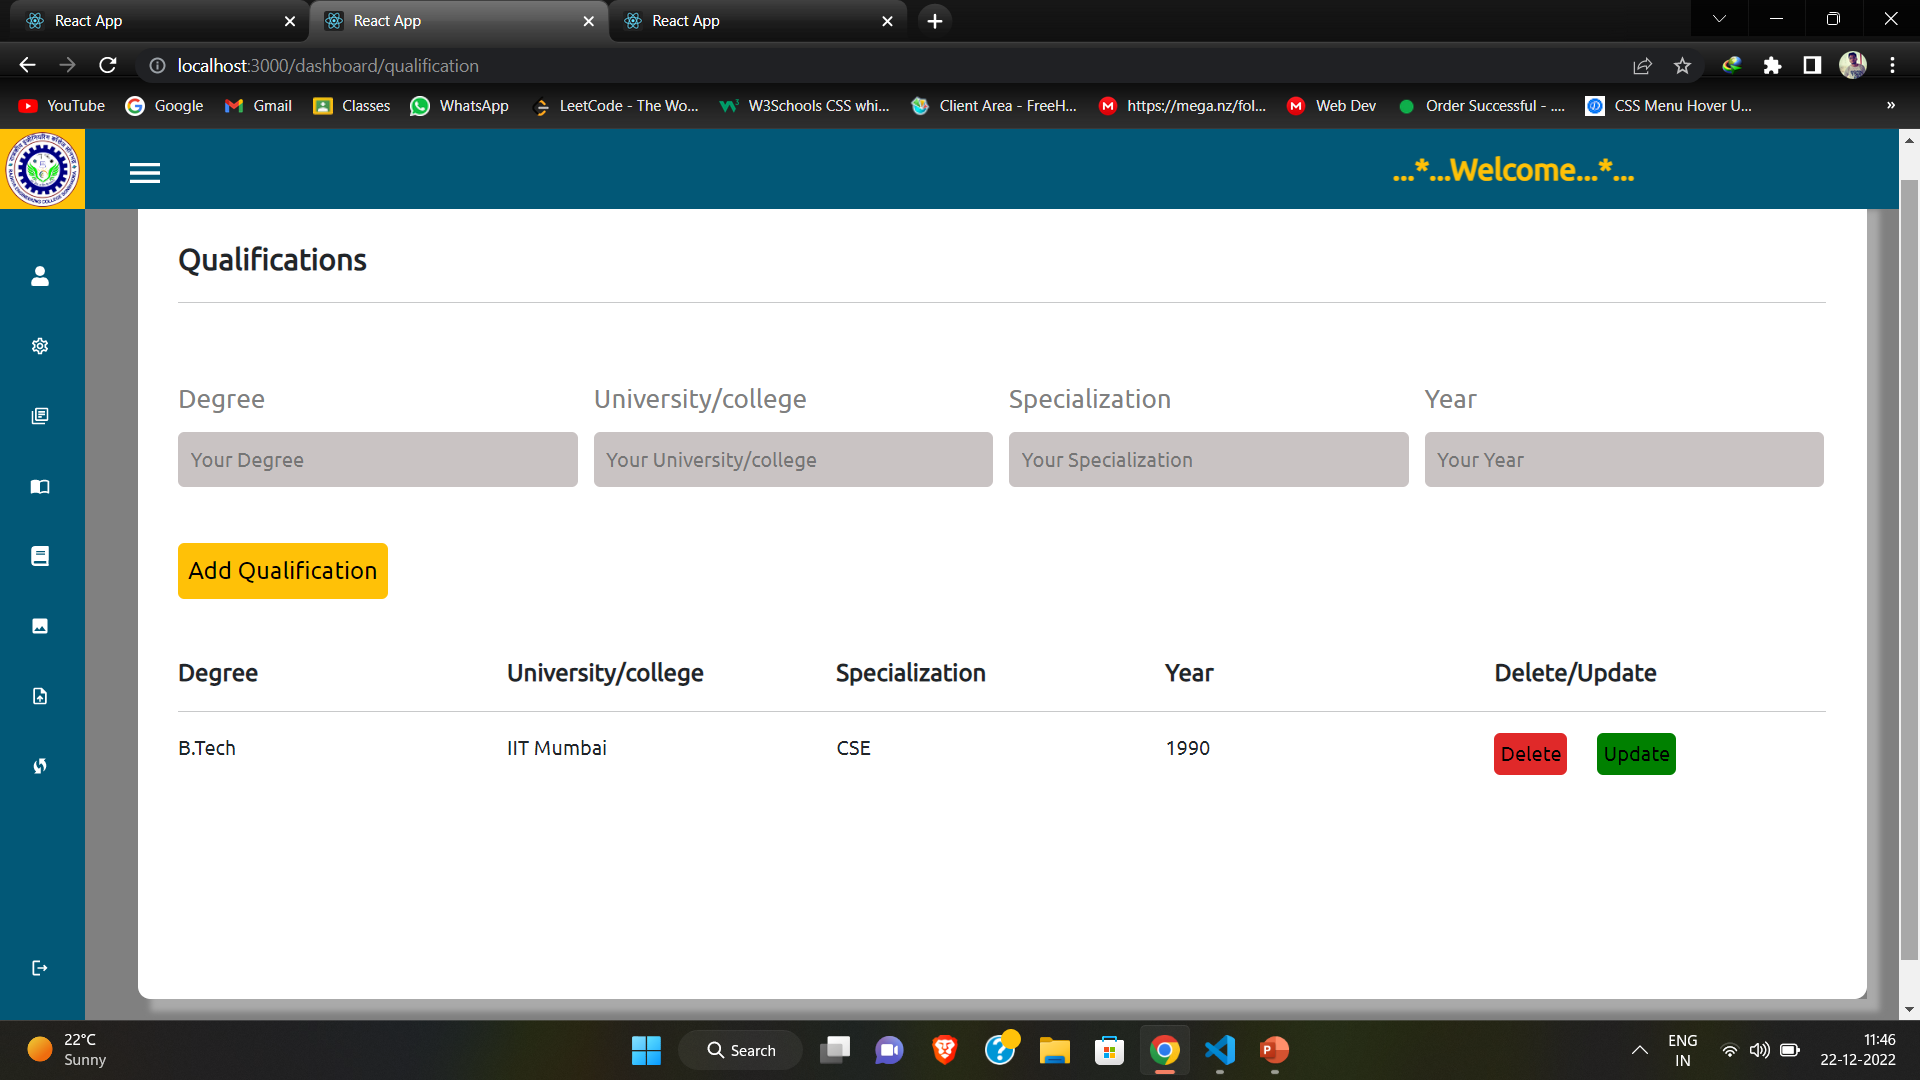 React App
React App
React App
localhost:3000/dashboard/qualification
YouTube
Google
Gmail
Classes
WhatsApp
LeetCode - The Wo...
W3Schools CSS whi...
Client Area - FreeH...
https://mega.nz/fol...
Web Dev
Order Successful - ....
CSS Menu Hover U...
»
...*...Welcome...*...
Qualifications
Degree University/college Specialization Year
Your Degree Your University/college Your Specialization Your Year
Add Qualification
Degree University/college Specialization Year Delete/Update
B.Tech IIT Mumbai CSE 1990 Delete Update
22°C
Sunny
Search
ENG
IN
11:46
22-12-2022